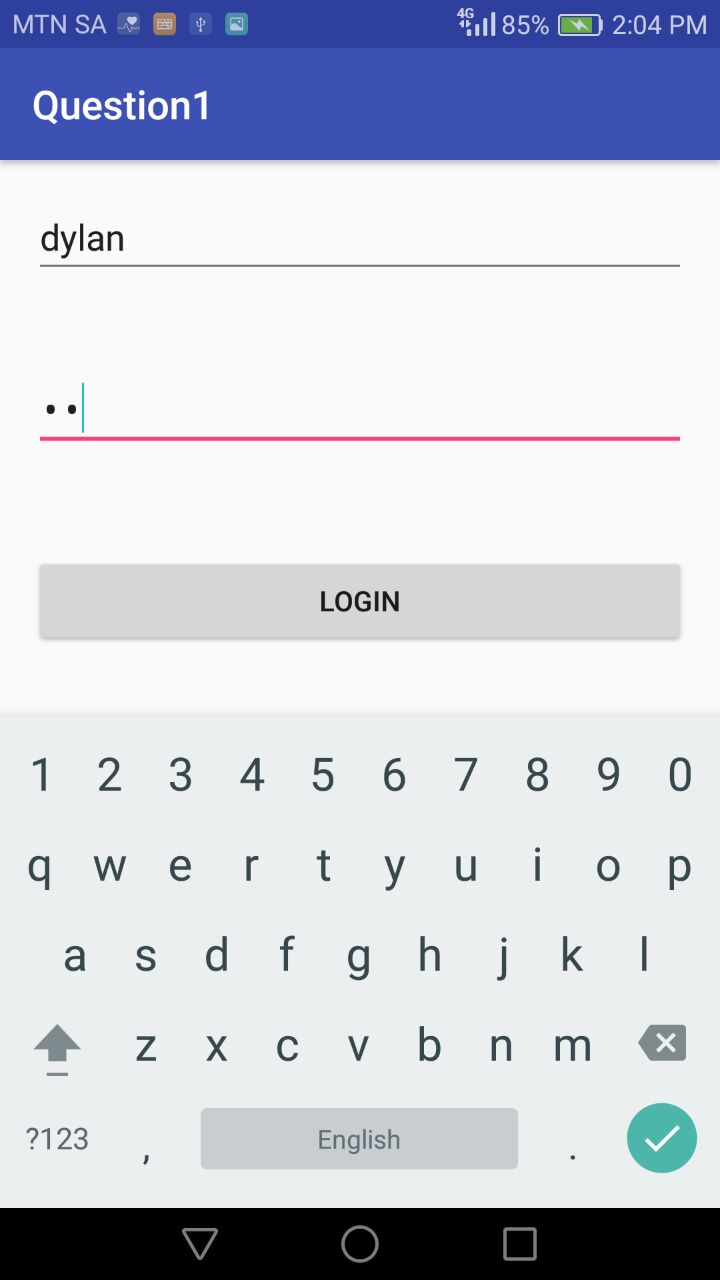 MTN SA 4G 85% 2:04 PM
Question1
dylan
••
LOGIN
1 2 3 4 5 6 7 8 9 0
q w e r t y u i o p
a s d f g h j k l
z x c v b n m
?123 , English .